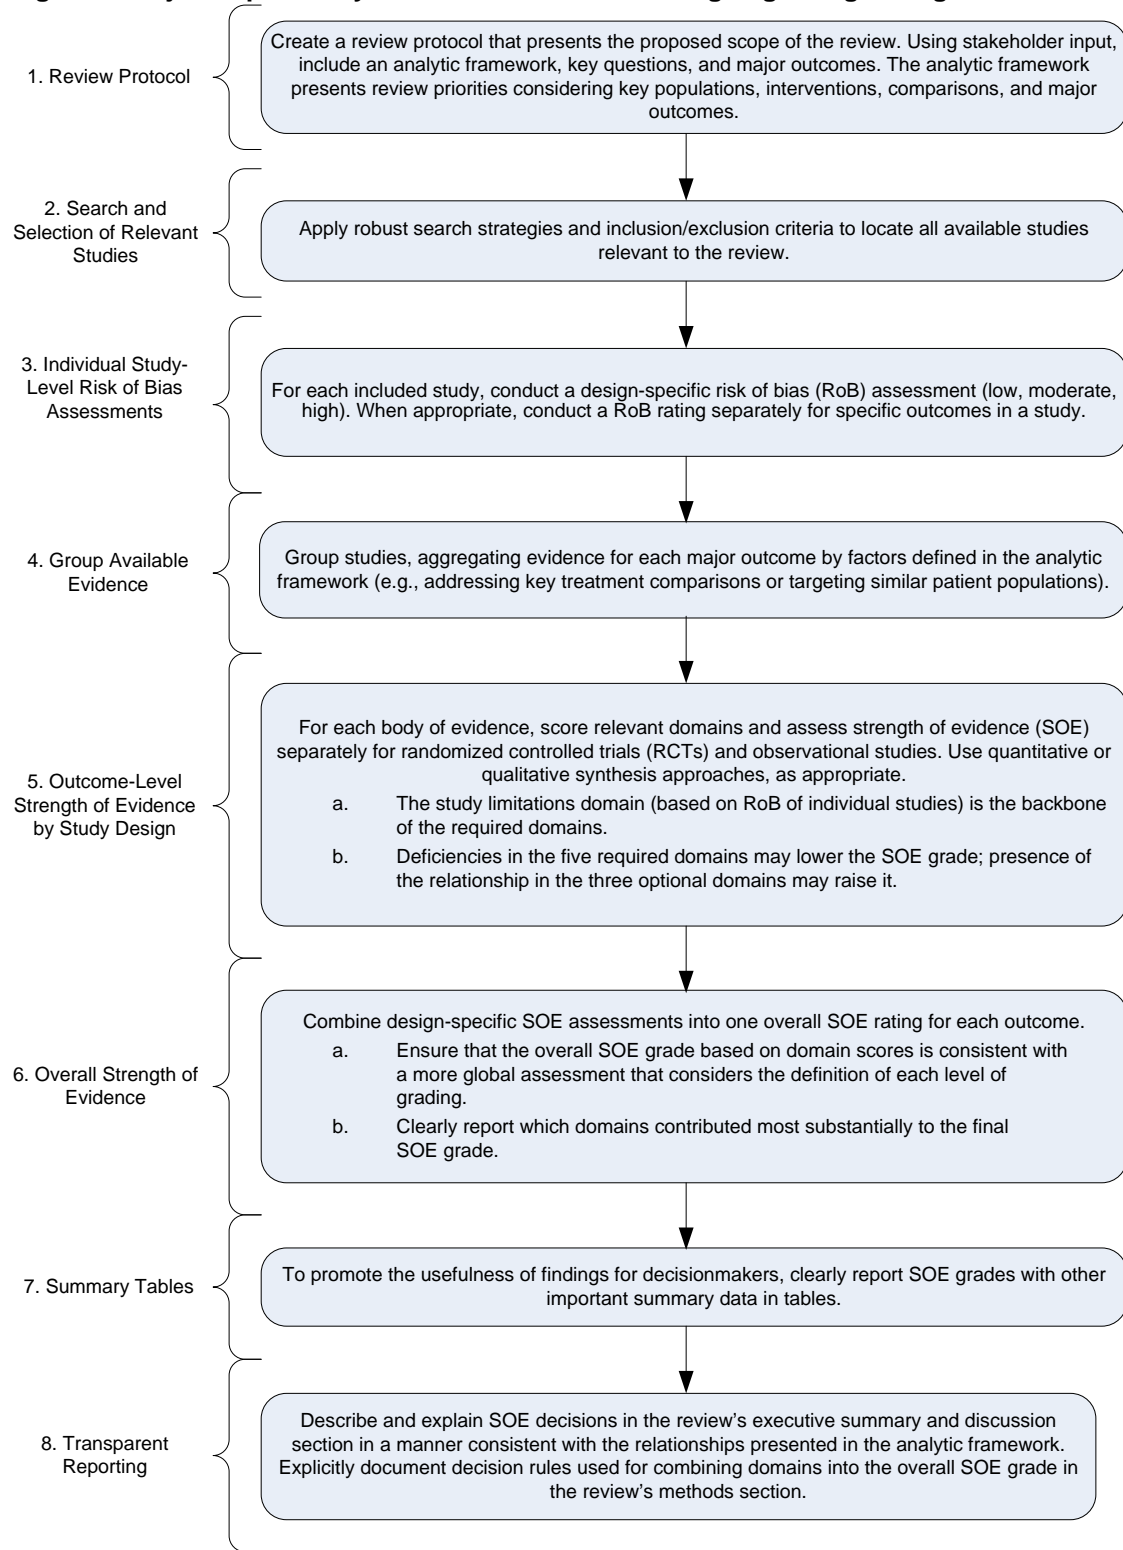 1. Review Protocol
Create a review protocol that presents the proposed scope of the review. Using stakeholder input,
include an analytic framework, key questions, and major outcomes. The analytic framework
presents review priorities considering key populations, interventions, comparisons, and major
outcomes.
2. Search and
Selection of Relevant
Studies
Apply robust search strategies and inclusion/exclusion criteria to locate all available studies
relevant to the review.
3. Individual Study-
Level Risk of Bias
Assessments
For each included study, conduct a design-specific risk of bias (RoB) assessment (low, moderate,
high). When appropriate, conduct a RoB rating separately for specific outcomes in a study.
4. Group Available
Evidence
Group studies, aggregating evidence for each major outcome by factors defined in the analytic
framework (e.g., addressing key treatment comparisons or targeting similar patient populations).
5. Outcome-Level
Strength of Evidence
by Study Design
For each body of evidence, score relevant domains and assess strength of evidence (SOE)
separately for randomized controlled trials (RCTs) and observational studies. Use quantitative or
qualitative synthesis approaches, as appropriate.
a. The study limitations domain (based on RoB of individual studies) is the backbone
of the required domains.
b. Deficiencies in the five required domains may lower the SOE grade; presence of
the relationship in the three optional domains may raise it.
6. Overall Strength of
Evidence
Combine design-specific SOE assessments into one overall SOE rating for each outcome.
a. Ensure that the overall SOE grade based on domain scores is consistent with
a more global assessment that considers the definition of each level of
grading.
b. Clearly report which domains contributed most substantially to the final
SOE grade.
7. Summary Tables
To promote the usefulness of findings for decisionmakers, clearly report SOE grades with other
important summary data in tables.
8. Transparent
Reporting
Describe and explain SOE decisions in the review's executive summary and discussion
section in a manner consistent with the relationships presented in the analytic framework.
Explicitly document decision rules used for combining domains into the overall SOE grade in
the review's methods section.